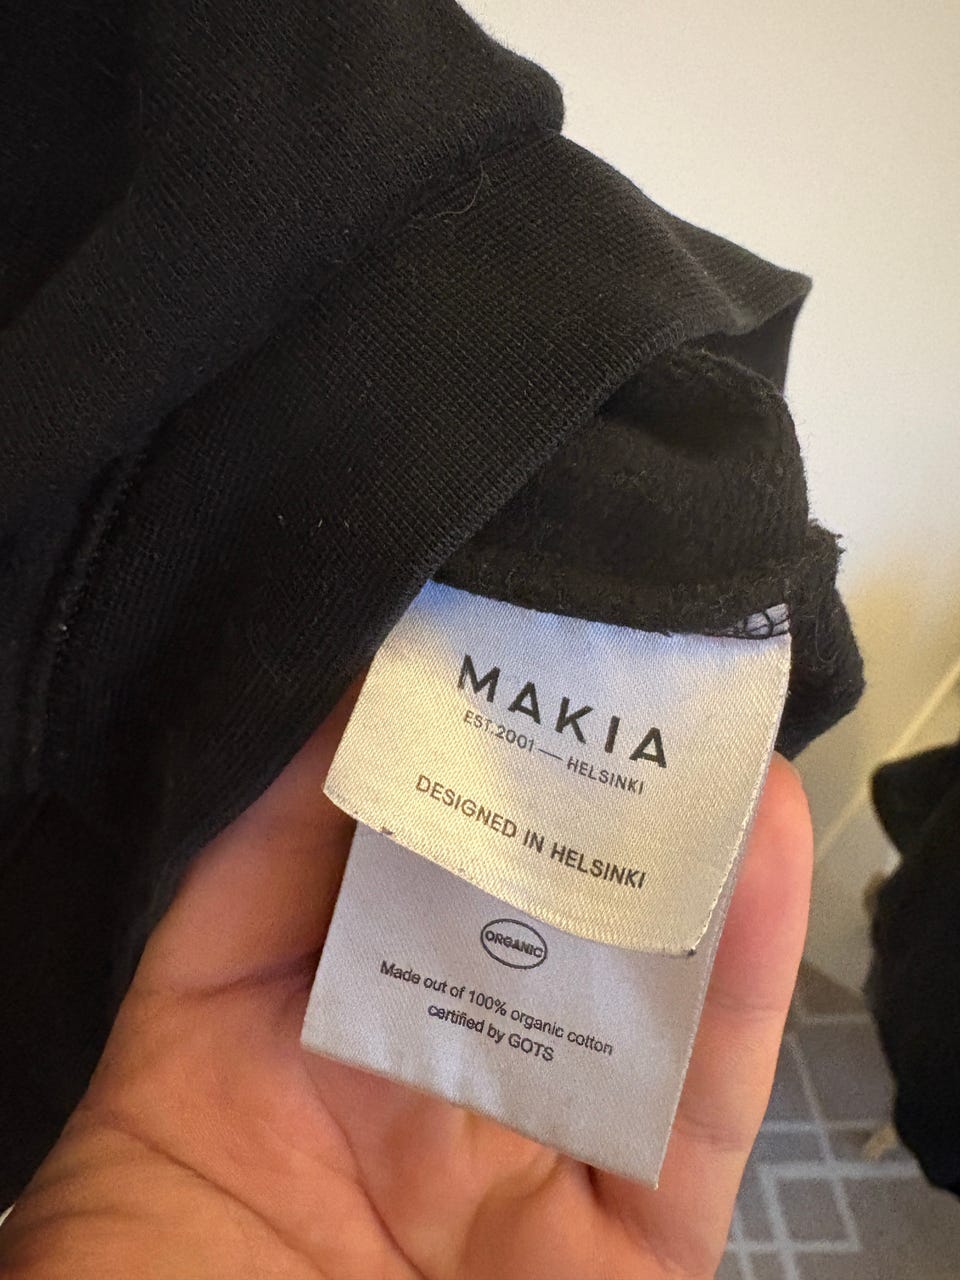 MAKIA
EST.2001 — HELSINKI
DESIGNED IN HELSINKI
ORGANIC
Made out of 100% organic cotton
certified by GOTS